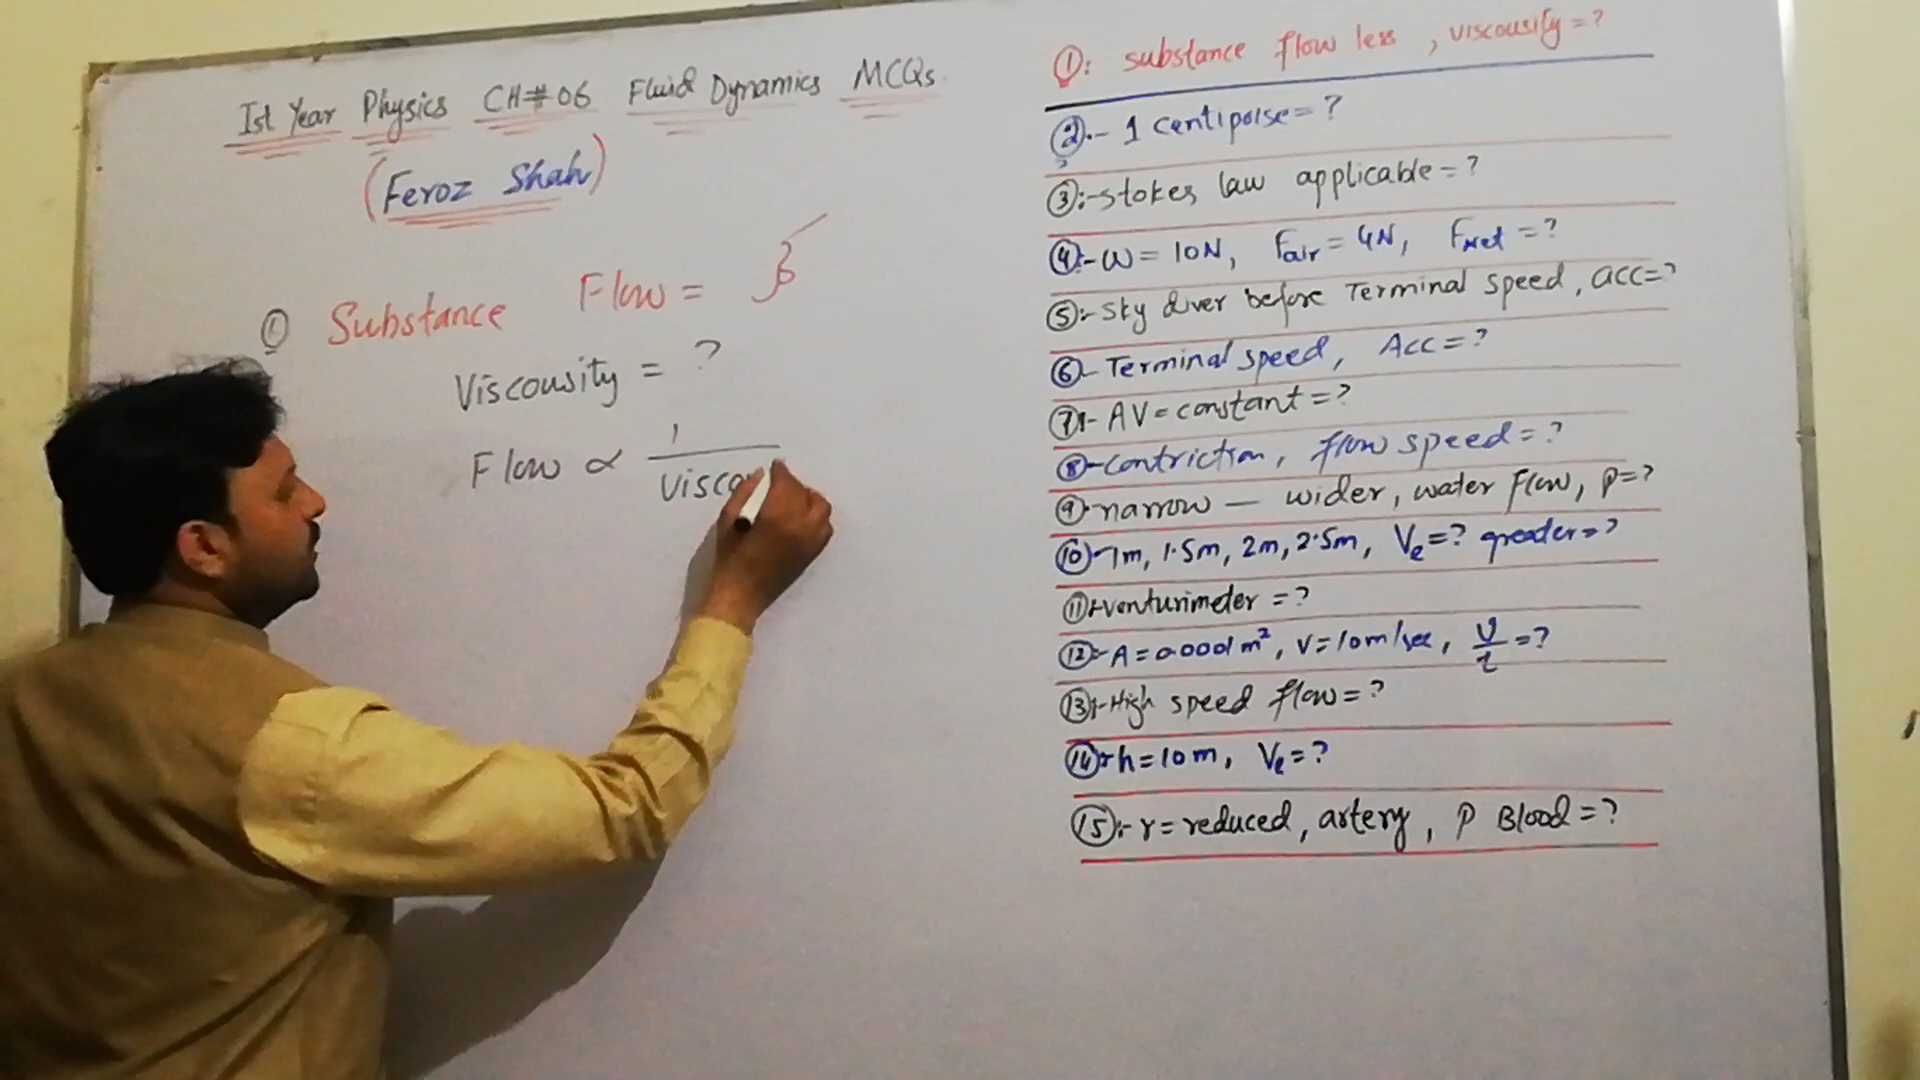 Ist Year Physics CH#06 Fluid Dynamics MCQs.
(Feroz Shah)
① Substance Flow =
Viscousity = ?
Flow ∝ 1/Visco
①: substance flow less, viscousity=?
②:- 1 centipoise=?
③:-stokes law applicable=?
④:-W= 10N, Fair= 4N, FNet =?
⑤:-Sky diver before Terminal speed, acc=?
⑥- Terminal speed, Acc=?
⑦:- AV=constant=?
⑧-contriction, flow speed=?
⑨-narrow — wider, water Flow, P=?
⑩-1m, 1.5m, 2m, 2.5m, Ve=? greater=?
⑪:-venturimeter =?
⑫:-A=0.0001m², V=10m/sec, V/t=?
⑬:-High speed flow=?
⑭:-h=10m, Ve=?
⑮:-r=reduced, artery, P Blood=?